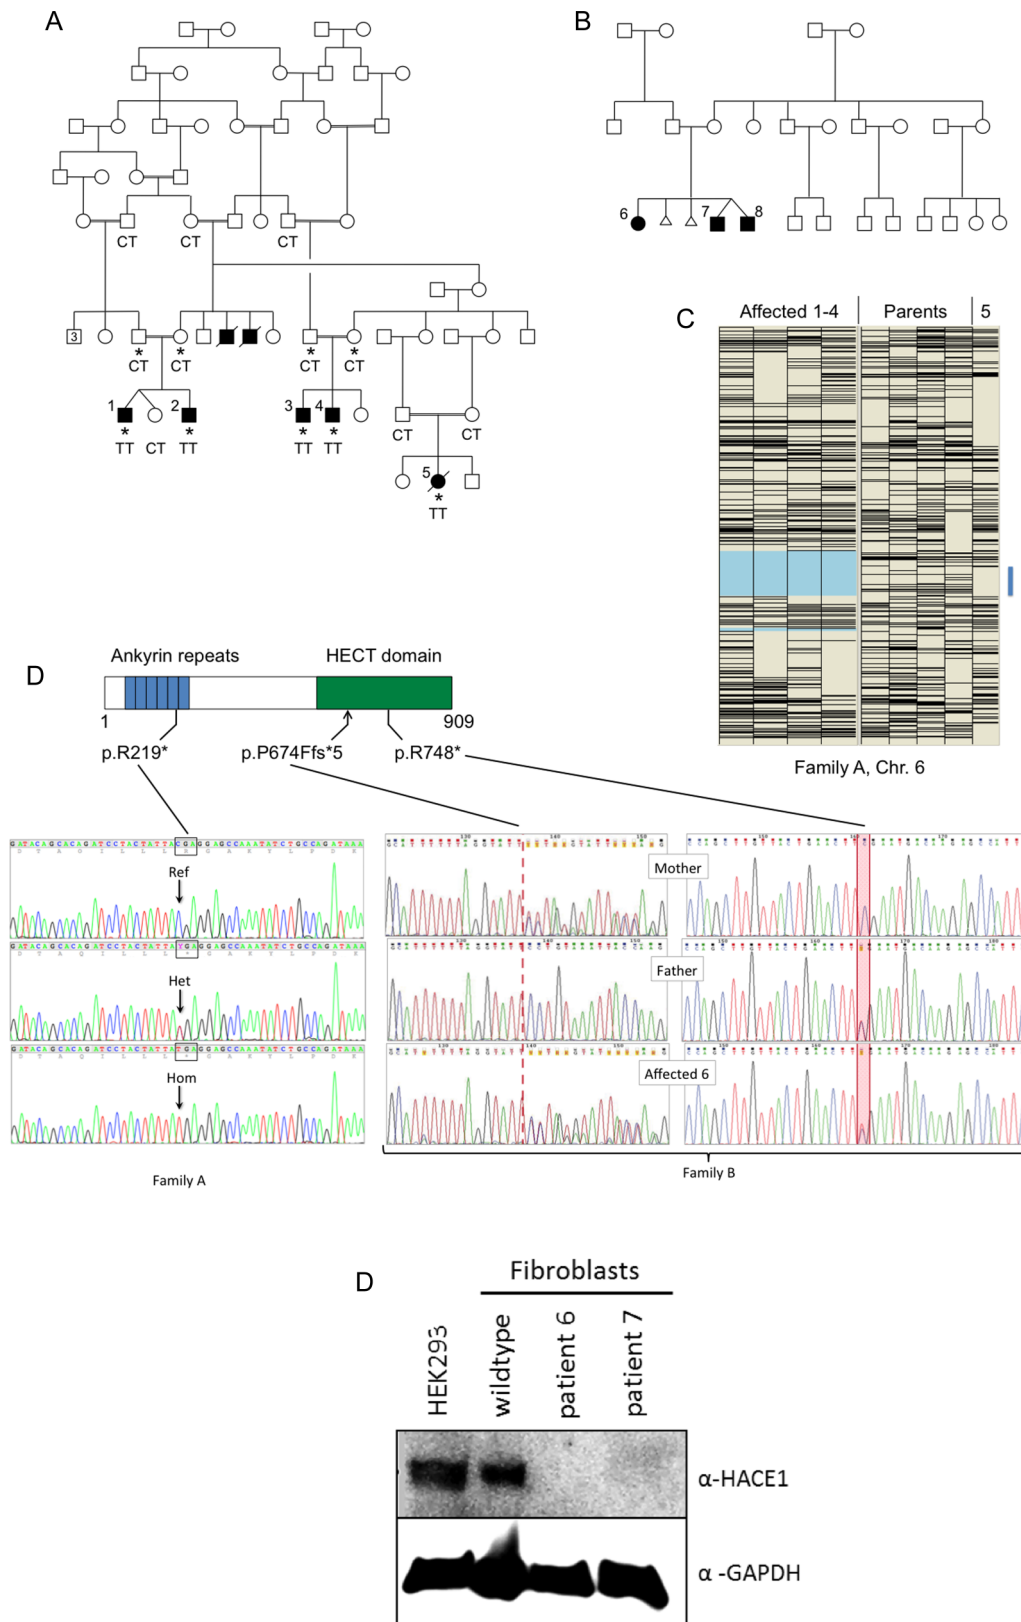 A
B
CT
CT
CT
3
*
CT
*
CT
*
CT
*
CT
1
2
3
4
*
TT
CT
*
TT
*
TT
*
TT
CT
CT
5
*
TT
6
7
8
C
Affected 1-4
Parents
5
Family A, Chr. 6
D
Ankyrin repeats
HECT domain
1
909
p.R219*
p.P674Ffs*5
p.R748*
GATACAGCACAGATCCTACTATTACGAGGAGCCAAATATCTGCCAGATAAA
Ref
GATACAGCACAGATCCTACTATTAYGAGGAGCCAAATATCTGCCAGATAAA
Het
GATACAGCACAGATCCTACTATTATGAGGAGCCAAATATCTGCCAGATAAA
Hom
Family A
Mother
Father
Affected 6
Family B
D
Fibroblasts
HEK293
wildtype
patient 6
patient 7
α-HACE1
α -GAPDH